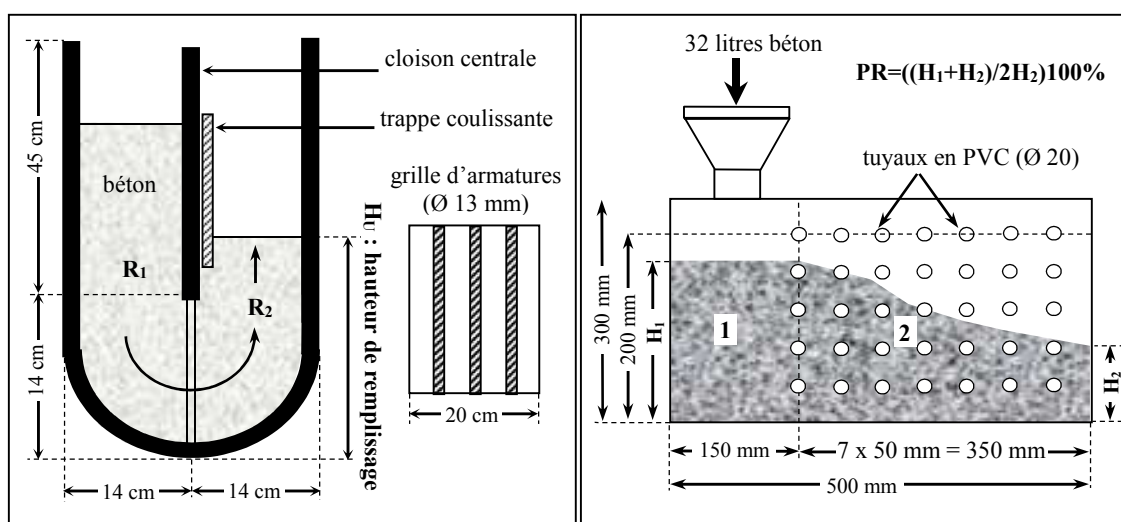 45 cm
14 cm
cloison centrale
trappe coulissante
béton
grille d'armatures
(Ø 13 mm)
R₁
R₂
H_U : hauteur de remplissage
20 cm
14 cm
14 cm
32 litres béton
PR=((H₁+H₂)/2H₂)100%
tuyaux en PVC (Ø 20)
300 mm
200 mm
H₁
1
2
H₂
150 mm
7 x 50 mm = 350 mm
500 mm